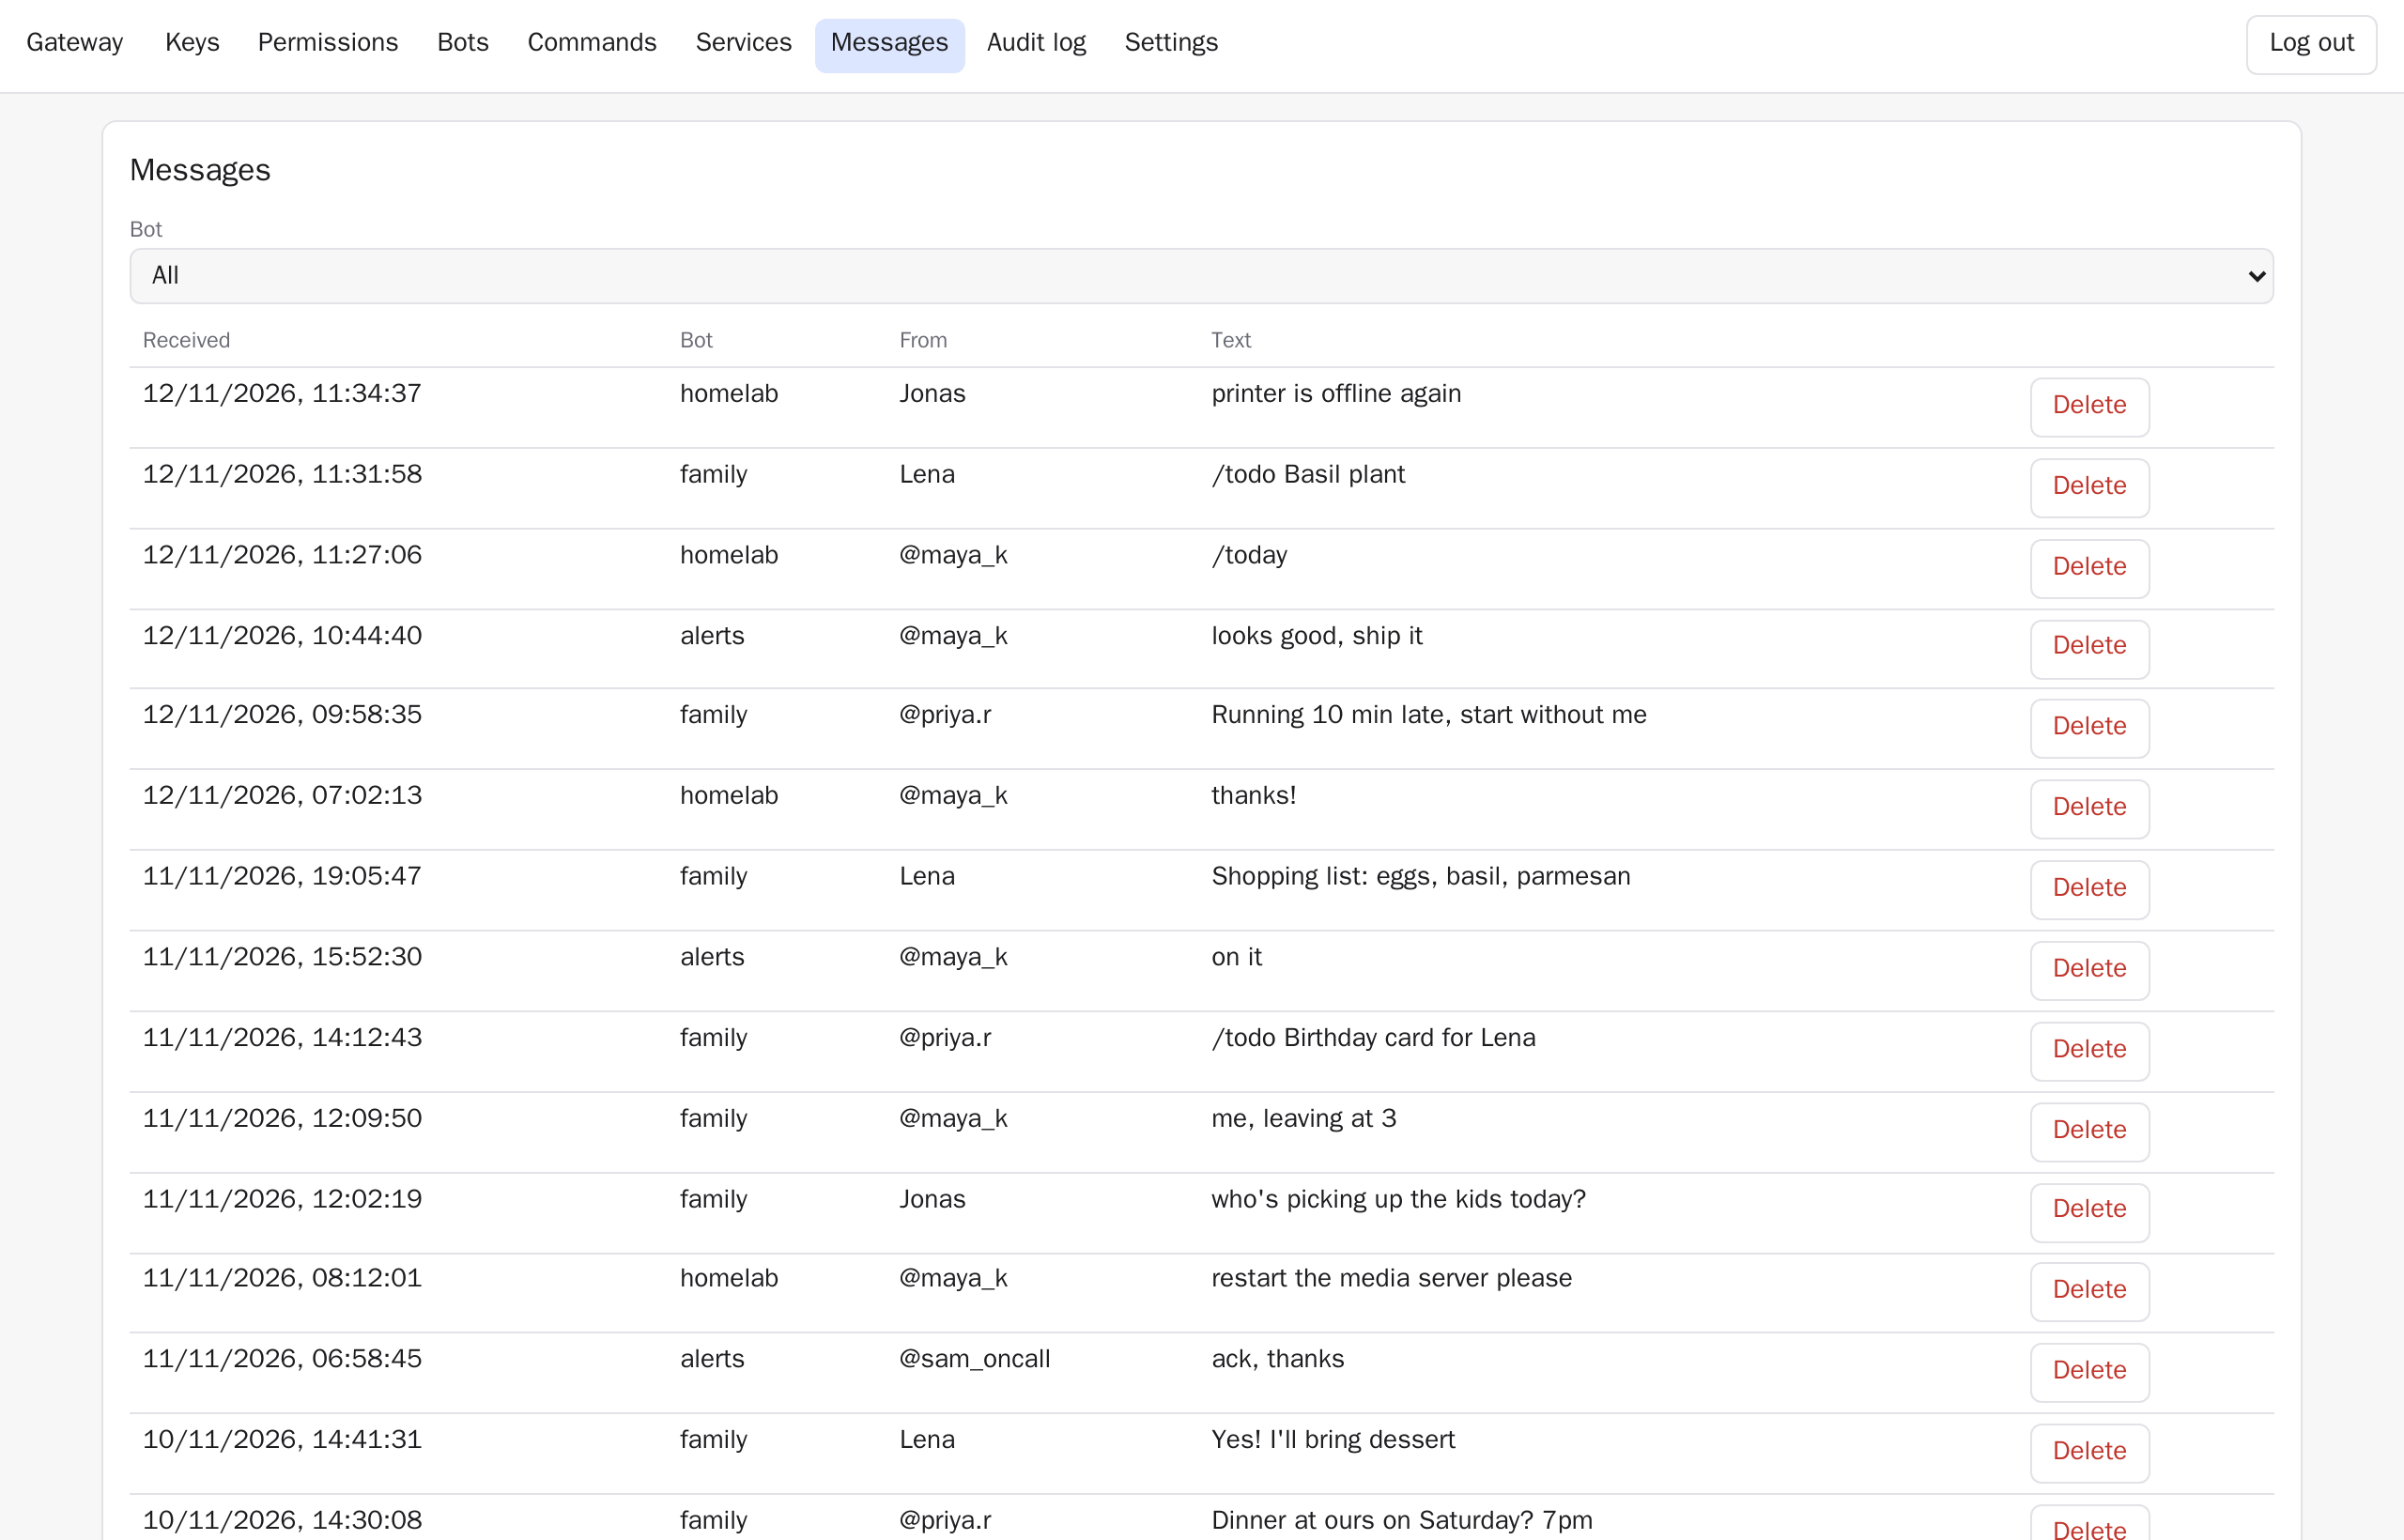 Gateway Keys Permissions Bots Commands Services Messages Audit log Settings Log out
Messages
Bot
All
Received Bot From Text
12/11/2026, 11:34:37 homelab Jonas printer is offline again Delete
12/11/2026, 11:31:58 family Lena /todo Basil plant Delete
12/11/2026, 11:27:06 homelab @maya_k /today Delete
12/11/2026, 10:44:40 alerts @maya_k looks good, ship it Delete
12/11/2026, 09:58:35 family @priya.r Running 10 min late, start without me Delete
12/11/2026, 07:02:13 homelab @maya_k thanks! Delete
11/11/2026, 19:05:47 family Lena Shopping list: eggs, basil, parmesan Delete
11/11/2026, 15:52:30 alerts @maya_k on it Delete
11/11/2026, 14:12:43 family @priya.r /todo Birthday card for Lena Delete
11/11/2026, 12:09:50 family @maya_k me, leaving at 3 Delete
11/11/2026, 12:02:19 family Jonas who's picking up the kids today? Delete
11/11/2026, 08:12:01 homelab @maya_k restart the media server please Delete
11/11/2026, 06:58:45 alerts @sam_oncall ack, thanks Delete
10/11/2026, 14:41:31 family Lena Yes! I'll bring dessert Delete
10/11/2026, 14:30:08 family @priya.r Dinner at ours on Saturday? 7pm Delete